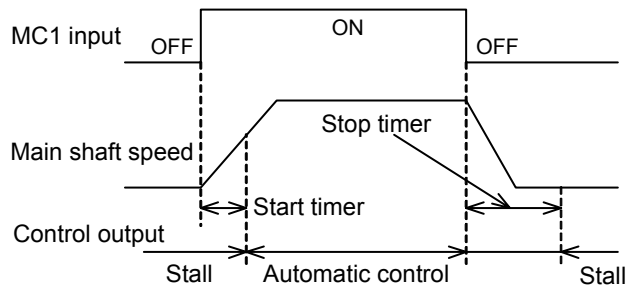 MC1 input
OFF
ON
OFF
Main shaft speed
Stop timer
Start timer
Control output
Stall
Automatic control
Stall